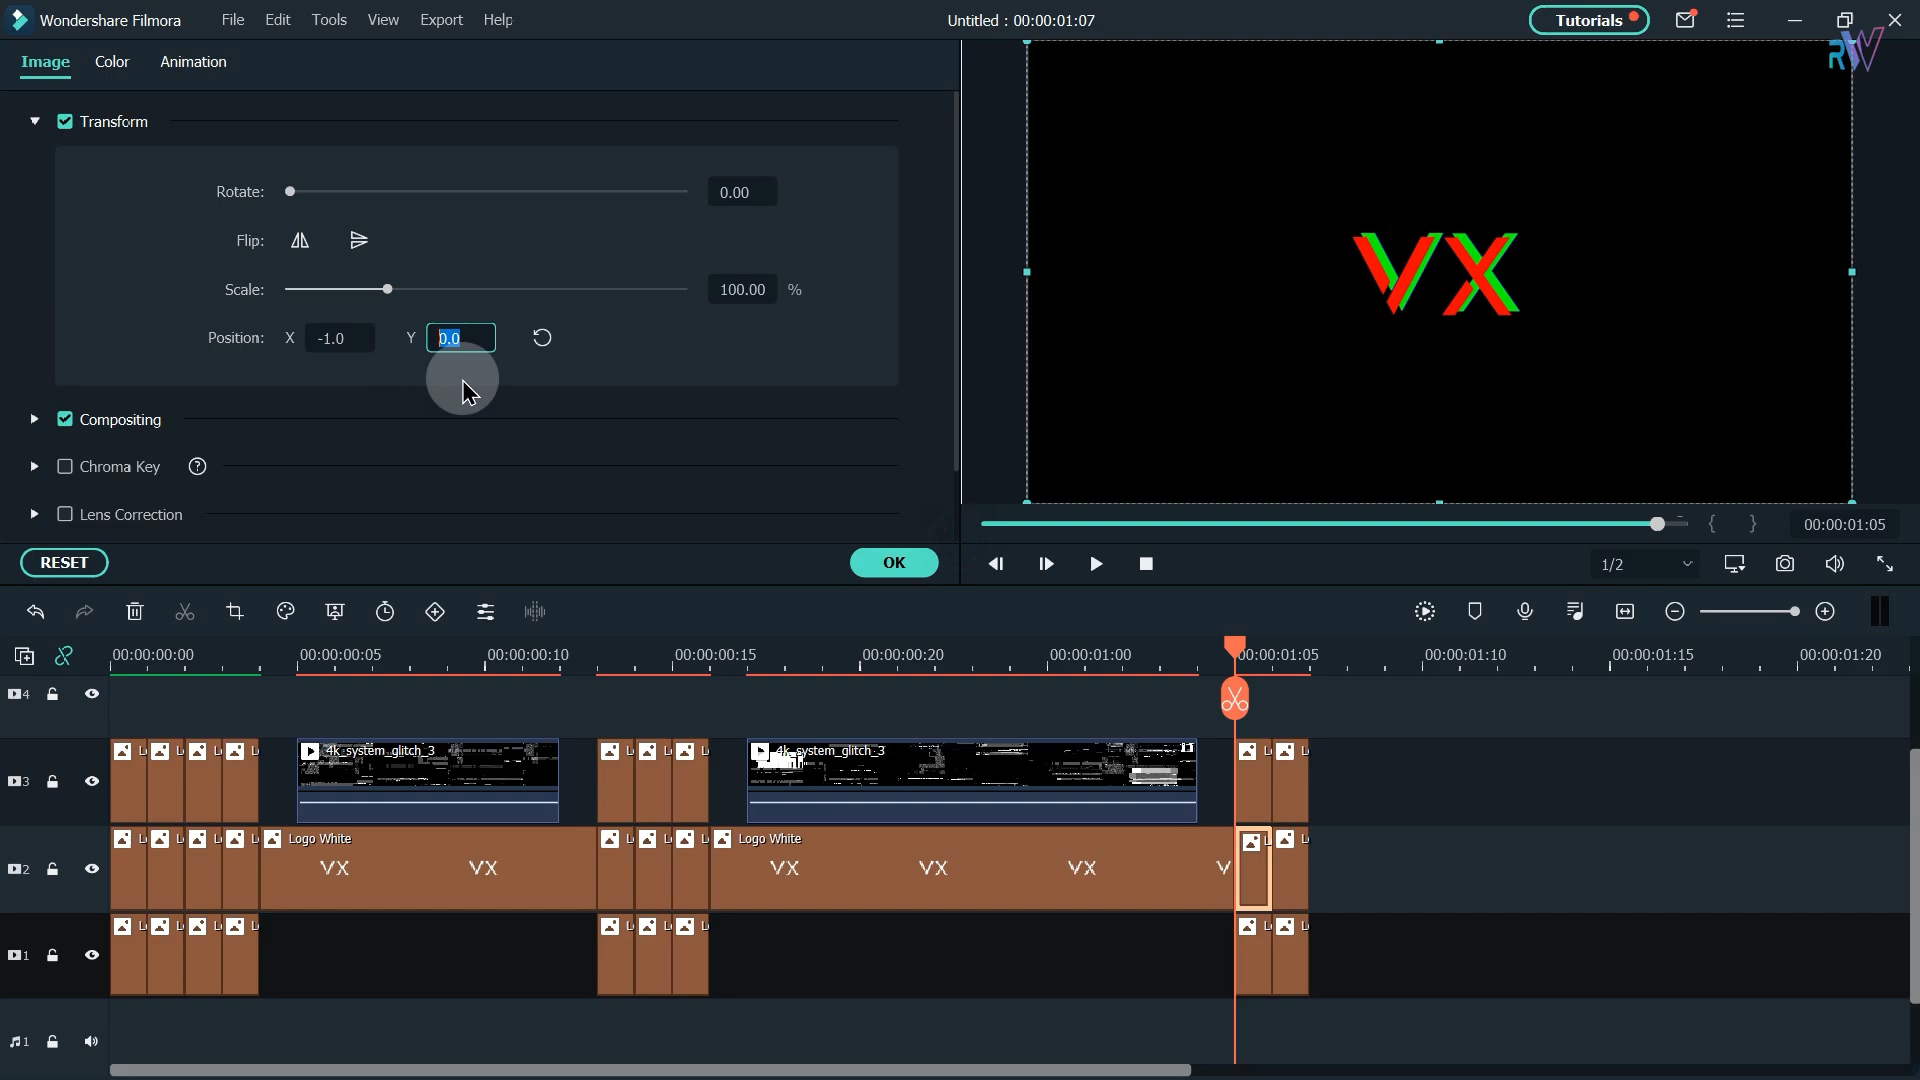 Wondershare Filmora File Edit Tools View Export Help Untitled : 00:00:01:07 Tutorials
RW
Image Color Animation
Transform
Rotate: 0.00
Flip:
Scale: 100.00 %
Position: X -1.0 Y 0.0
Compositing
Chroma Key ?
Lens Correction
VX
00:00:01:05
RESET OK
1/2
00:00:00:00 00:00:00:05 00:00:00:10 00:00:00:15 00:00:00:20 00:00:01:00 00:00:01:05 00:00:01:10 00:00:01:15 00:00:01:20
4
4k_system_glitch_3 4k_system_glitch_3
3
Logo White Logo White
VX VX VX VX VX V
2
1
1